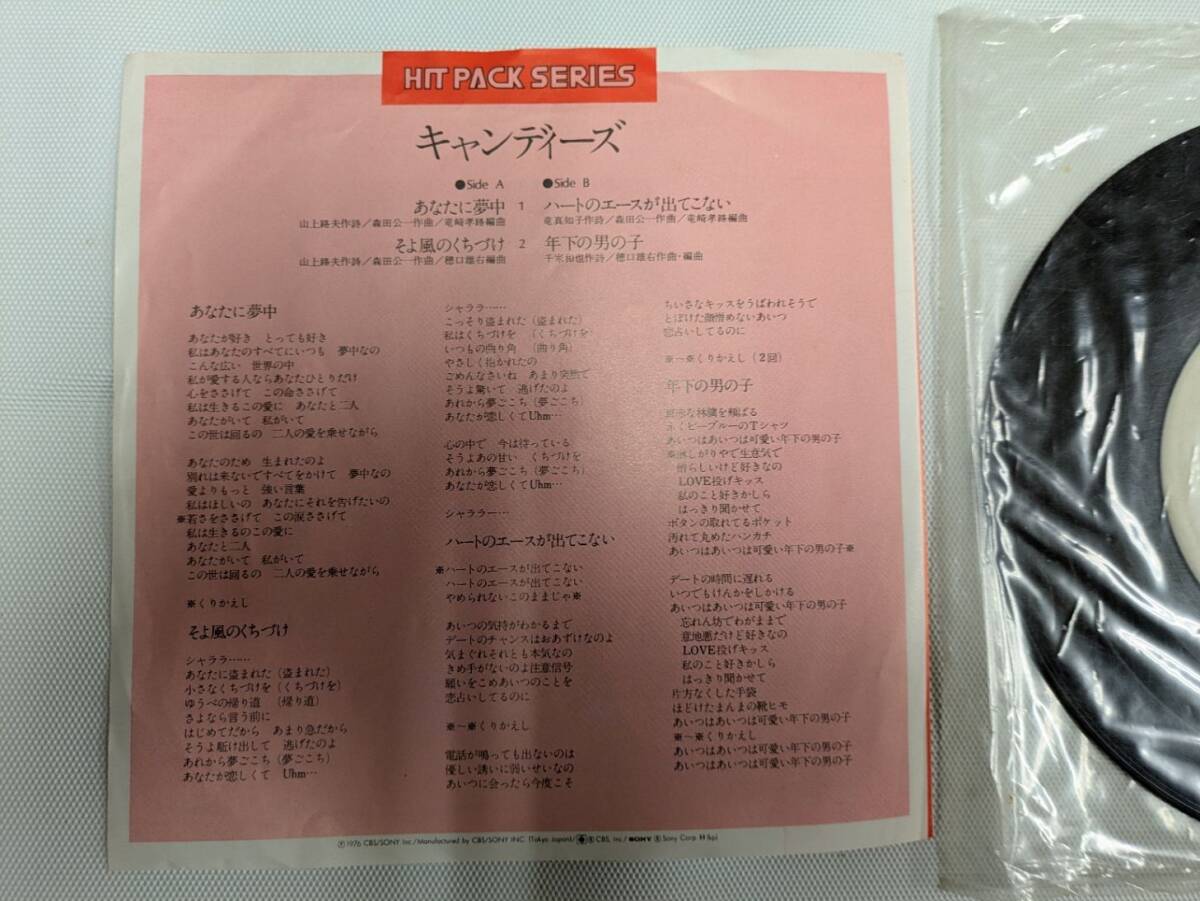 HIT PACK SERIES
キャンディーズ
●Side A
●Side B
あなたに夢中 1 ハートのエースが出てこない
山上路夫作詩／森田公一作曲／竜崎孝路編曲
竜真知子作詩／森田公一作曲／竜崎孝路編曲
そよ風のくちづけ 2 年下の男の子
山上路夫作詩／森田公一作曲／穂口雄右編曲
千家和也作詩／穂口雄右作曲・編曲
あなたに夢中
あなたが好き とっても好き
私はあなたのすべてにいつも 夢中なの
こんな広い 世界の中
私が愛する人ならあなたひとりだけ
心をささげて この命ささげて
私は生きるこの愛に あなたと二人
あなたがいて 私がいて
この世は回るの 二人の愛を乗せながら
あなたのため 生まれたのよ
別れは来ないですべてをかけて 夢中なの
愛よりもっと 強い言葉
私はほしいの あなたにそれを告げたいの
※若さをささげて この涙ささげて
私は生きるのこの愛に
あなたと二人
あなたがいて 私がいて
この世は回るの 二人の愛を乗せながら
※くりかえし
そよ風のくちづけ
シャララ……
あなたに盗まれた（盗まれた）
小さなくちづけを（くちづけを）
ゆうべの帰り道 （帰り道）
さよなら言う前に
はじめてだから あまり急だから
そうよ駆け出して 逃げたのよ
あれから夢ごこち（夢ごこち）
あなたが恋しくて Uhm…
シャララ……
こっそり盗まれた（盗まれた）
私はくちづけを （くちづけを）
いつもの曲り角 （曲り角）
やさしく抱かれたの
ごめんなさいね あまり突然で
そうよ驚いて 逃げたのよ
あれから夢ごこち（夢ごこち）
あなたが恋しくてUhm…
心の中で 今は待っている
そうよあの甘い くちづけを
あれから夢ごこち（夢ごこち）
あなたが恋しくてUhm…
シャララー…
ハートのエースが出てこない
※ハートのエースが出てこない
ハートのエースが出てこない
やめられないこのままじゃ※
あいつの気持がわかるまで
デートのチャンスはおあずけなのよ
気まぐれそれとも本気なの
きめ手がないのよ注意信号
願いをこめあいつのことを
恋占いしてるのに
※〜※くりかえし
電話が鳴っても出ないのは
優しい誘いに弱いせいなの
あいつに会ったら今度こそ
ちいさなキッスをうばわれそうで
とぼけた顔憎めないあいつ
恋占いしてるのに
※〜※くりかえし（2回）
年下の男の子
真赤な林檎を頬ばる
ネイビーブルーのTシャツ
あいつはあいつは可愛い年下の男の子
※淋しがりやで生意気で
憎らしいけど好きなの
LOVE投げキッス
私のこと好きかしら
はっきり聞かせて
ボタンの取れてるポケット
汚れて丸めたハンカチ
あいつはあいつは可愛い年下の男の子※
デートの時間に遅れる
いつでもけんかをしかける
あいつはあいつは可愛い年下の男の子
忘れん坊でわがままで
意地悪だけど好きなの
LOVE投げキッス
私のこと好きかしら
はっきり聞かせて
片方なくした手袋
ほどけたまんまの靴ヒモ
あいつはあいつは可愛い年下の男の子
※〜※くりかえし
あいつはあいつは可愛い年下の男の子
あいつはあいつは可愛い年下の男の子
Ⓟ1976 CBS/SONY Inc./Manufactured by CBS/SONY INC. (Tokyo Japan)/ ® CBS, Inc./ SONY ® Sony Corp.